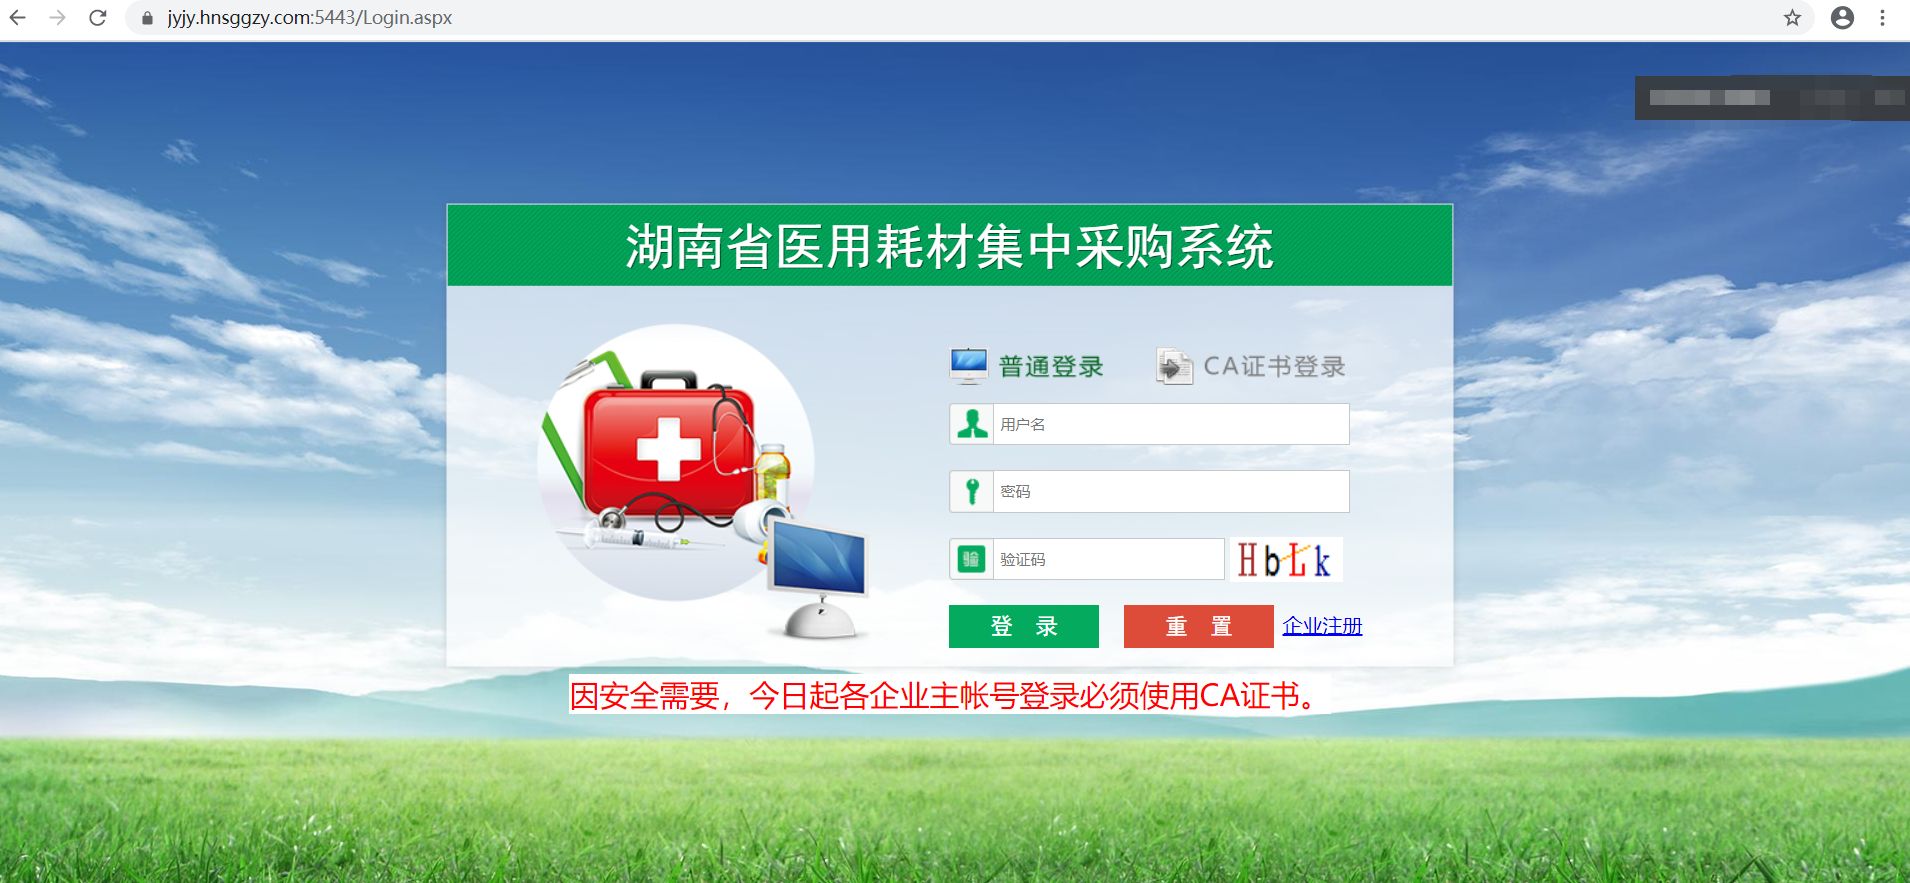 jyjy.hnsggzy.com:5443/Login.aspx
湖南省医用耗材集中采购系统
普通登录 CA证书登录
用户名
密码
验
验证码 HbLk
登 录 重 置 企业注册
因安全需要，今日起各企业主帐号登录必须使用CA证书。